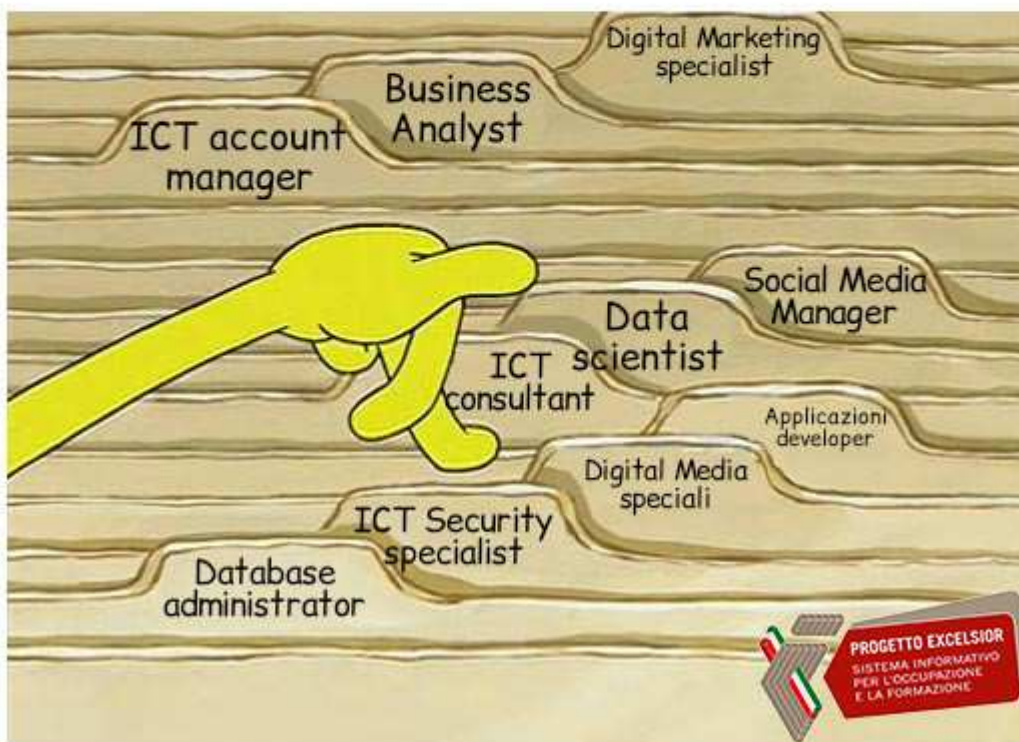 Digital Marketing
specialist
Business
Analyst
ICT account
manager
Social Media
Manager
Data
scientist
ICT
consultant
Applicazioni
developer
Digital Media
speciali
ICT Security
specialist
Database
administrator
PROGETTO EXCELSIOR
SISTEMA INFORMATIVO
PER L'OCCUPAZIONE
E LA FORMAZIONE